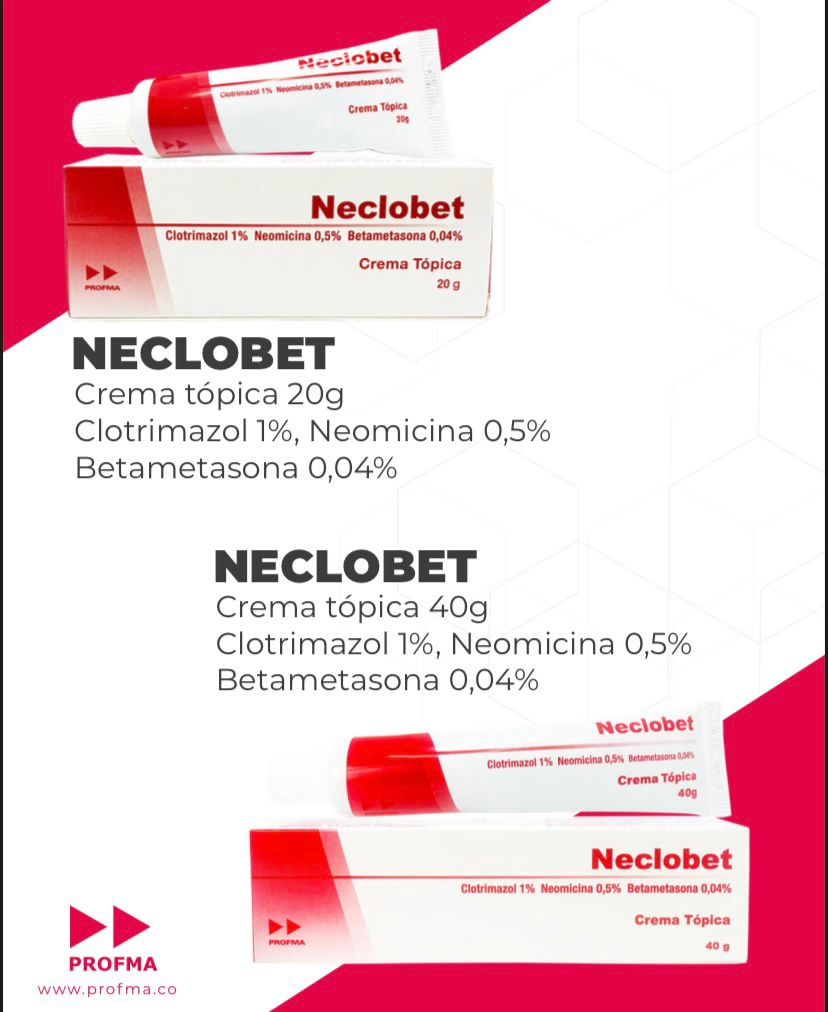 Neclobet
Clotrimazol 1% Neomicina 0,5% Betametasona 0,04%
Crema Tópica
20g
Neclobet
Clotrimazol 1% Neomicina 0,5% Betametasona 0,04%
Crema Tópica
20 g
PROFMA
NECLOBET
Crema tópica 20g
Clotrimazol 1%, Neomicina 0,5%
Betametasona 0,04%
NECLOBET
Crema tópica 40g
Clotrimazol 1%, Neomicina 0,5%
Betametasona 0,04%
Neclobet
Clotrimazol 1% Neomicina 0,5% Betametasona 0,04%
Crema Tópica
40g
Neclobet
Clotrimazol 1% Neomicina 0,5% Betametasona 0,04%
Crema Tópica
40 g
PROFMA
PROFMA
www.profma.co